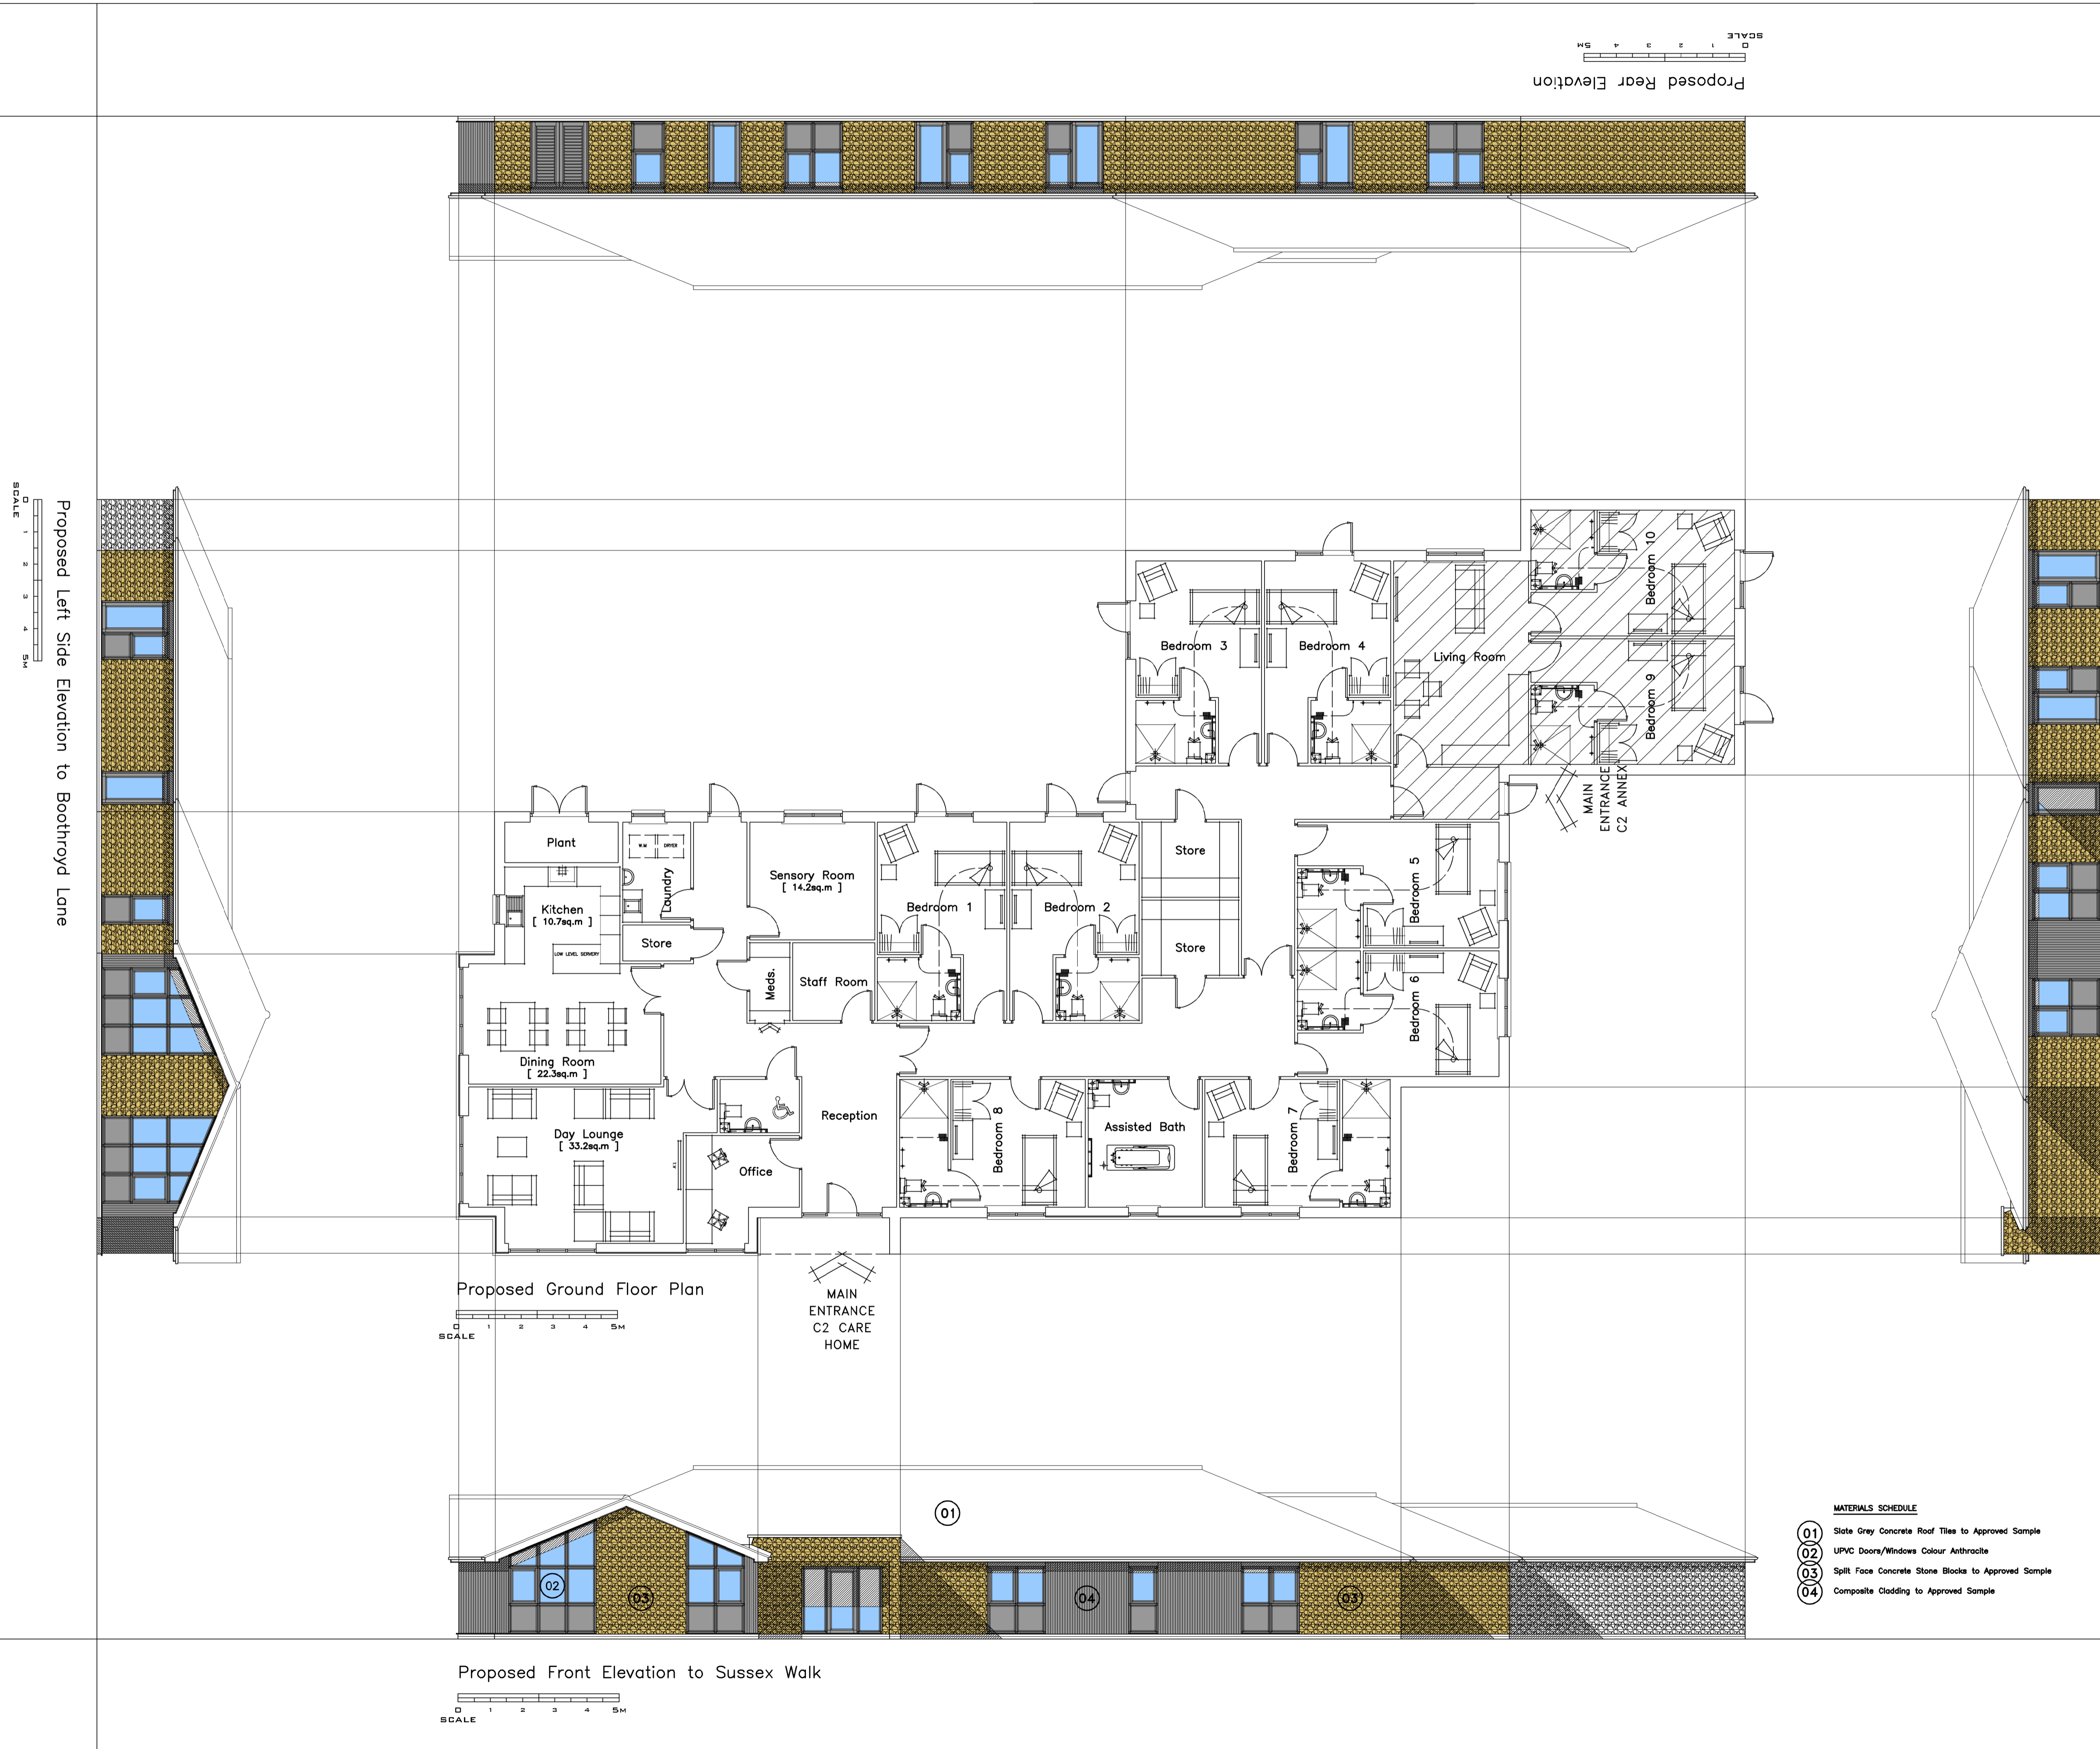 SCALE
0 1 2 3 4 5M
Proposed Rear Elevation
SCALE
0 1 2 3 4 5M
Proposed Left Side Elevation to Boothroyd Lane
Bedroom 10
Bedroom 3
Bedroom 4
Living Room
Bedroom 9
MAIN
ENTRANCE
C2 ANNEX
Plant
W.M
DRYER
Laundry
Sensory Room
[ 14.2sq.m ]
Store
Bedroom 5
Kitchen
[ 10.7sq.m ]
Bedroom 1
Bedroom 2
Store
LOW LEVEL SERVERY
Store
Meds.
Staff Room
Bedroom 6
Dining Room
[ 22.3sq.m ]
Day Lounge
[ 33.2sq.m ]
Reception
Office
Bedroom 8
Assisted Bath
Bedroom 7
Proposed Ground Floor Plan
0 1 2 3 4 5M
SCALE
MAIN
ENTRANCE
C2 CARE
HOME
01
02
03
04
03
MATERIALS SCHEDULE
01 Slate Grey Concrete Roof Tiles to Approved Sample
02 UPVC Doors/Windows Colour Anthracite
03 Split Face Concrete Stone Blocks to Approved Sample
04 Composite Cladding to Approved Sample
Proposed Front Elevation to Sussex Walk
0 1 2 3 4 5M
SCALE